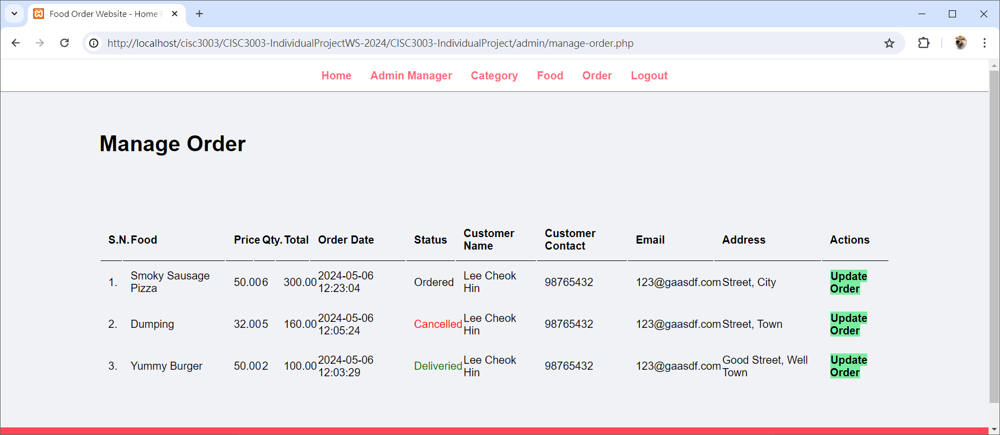 Food Order Website - Home
http://localhost/cisc3003/CISC3003-IndividualProjectWS-2024/CISC3003-IndividualProject/admin/manage-order.php
Home Admin Manager Category Food Order Logout
Manage Order
S.N. Food Price Qty. Total Order Date Status Customer Name Customer Contact Email Address Actions
1. Smoky Sausage Pizza 50.00 6 300.00 2024-05-06 12:23:04 Ordered Lee Cheok Hin 98765432 123@gaasdf.com Street, City Update Order
2. Dumping 32.00 5 160.00 2024-05-06 12:05:24 Cancelled Lee Cheok Hin 98765432 123@gaasdf.com Street, Town Update Order
3. Yummy Burger 50.00 2 100.00 2024-05-06 12:03:29 Deliveried Lee Cheok Hin 98765432 123@gaasdf.com Good Street, Well Town Update Order